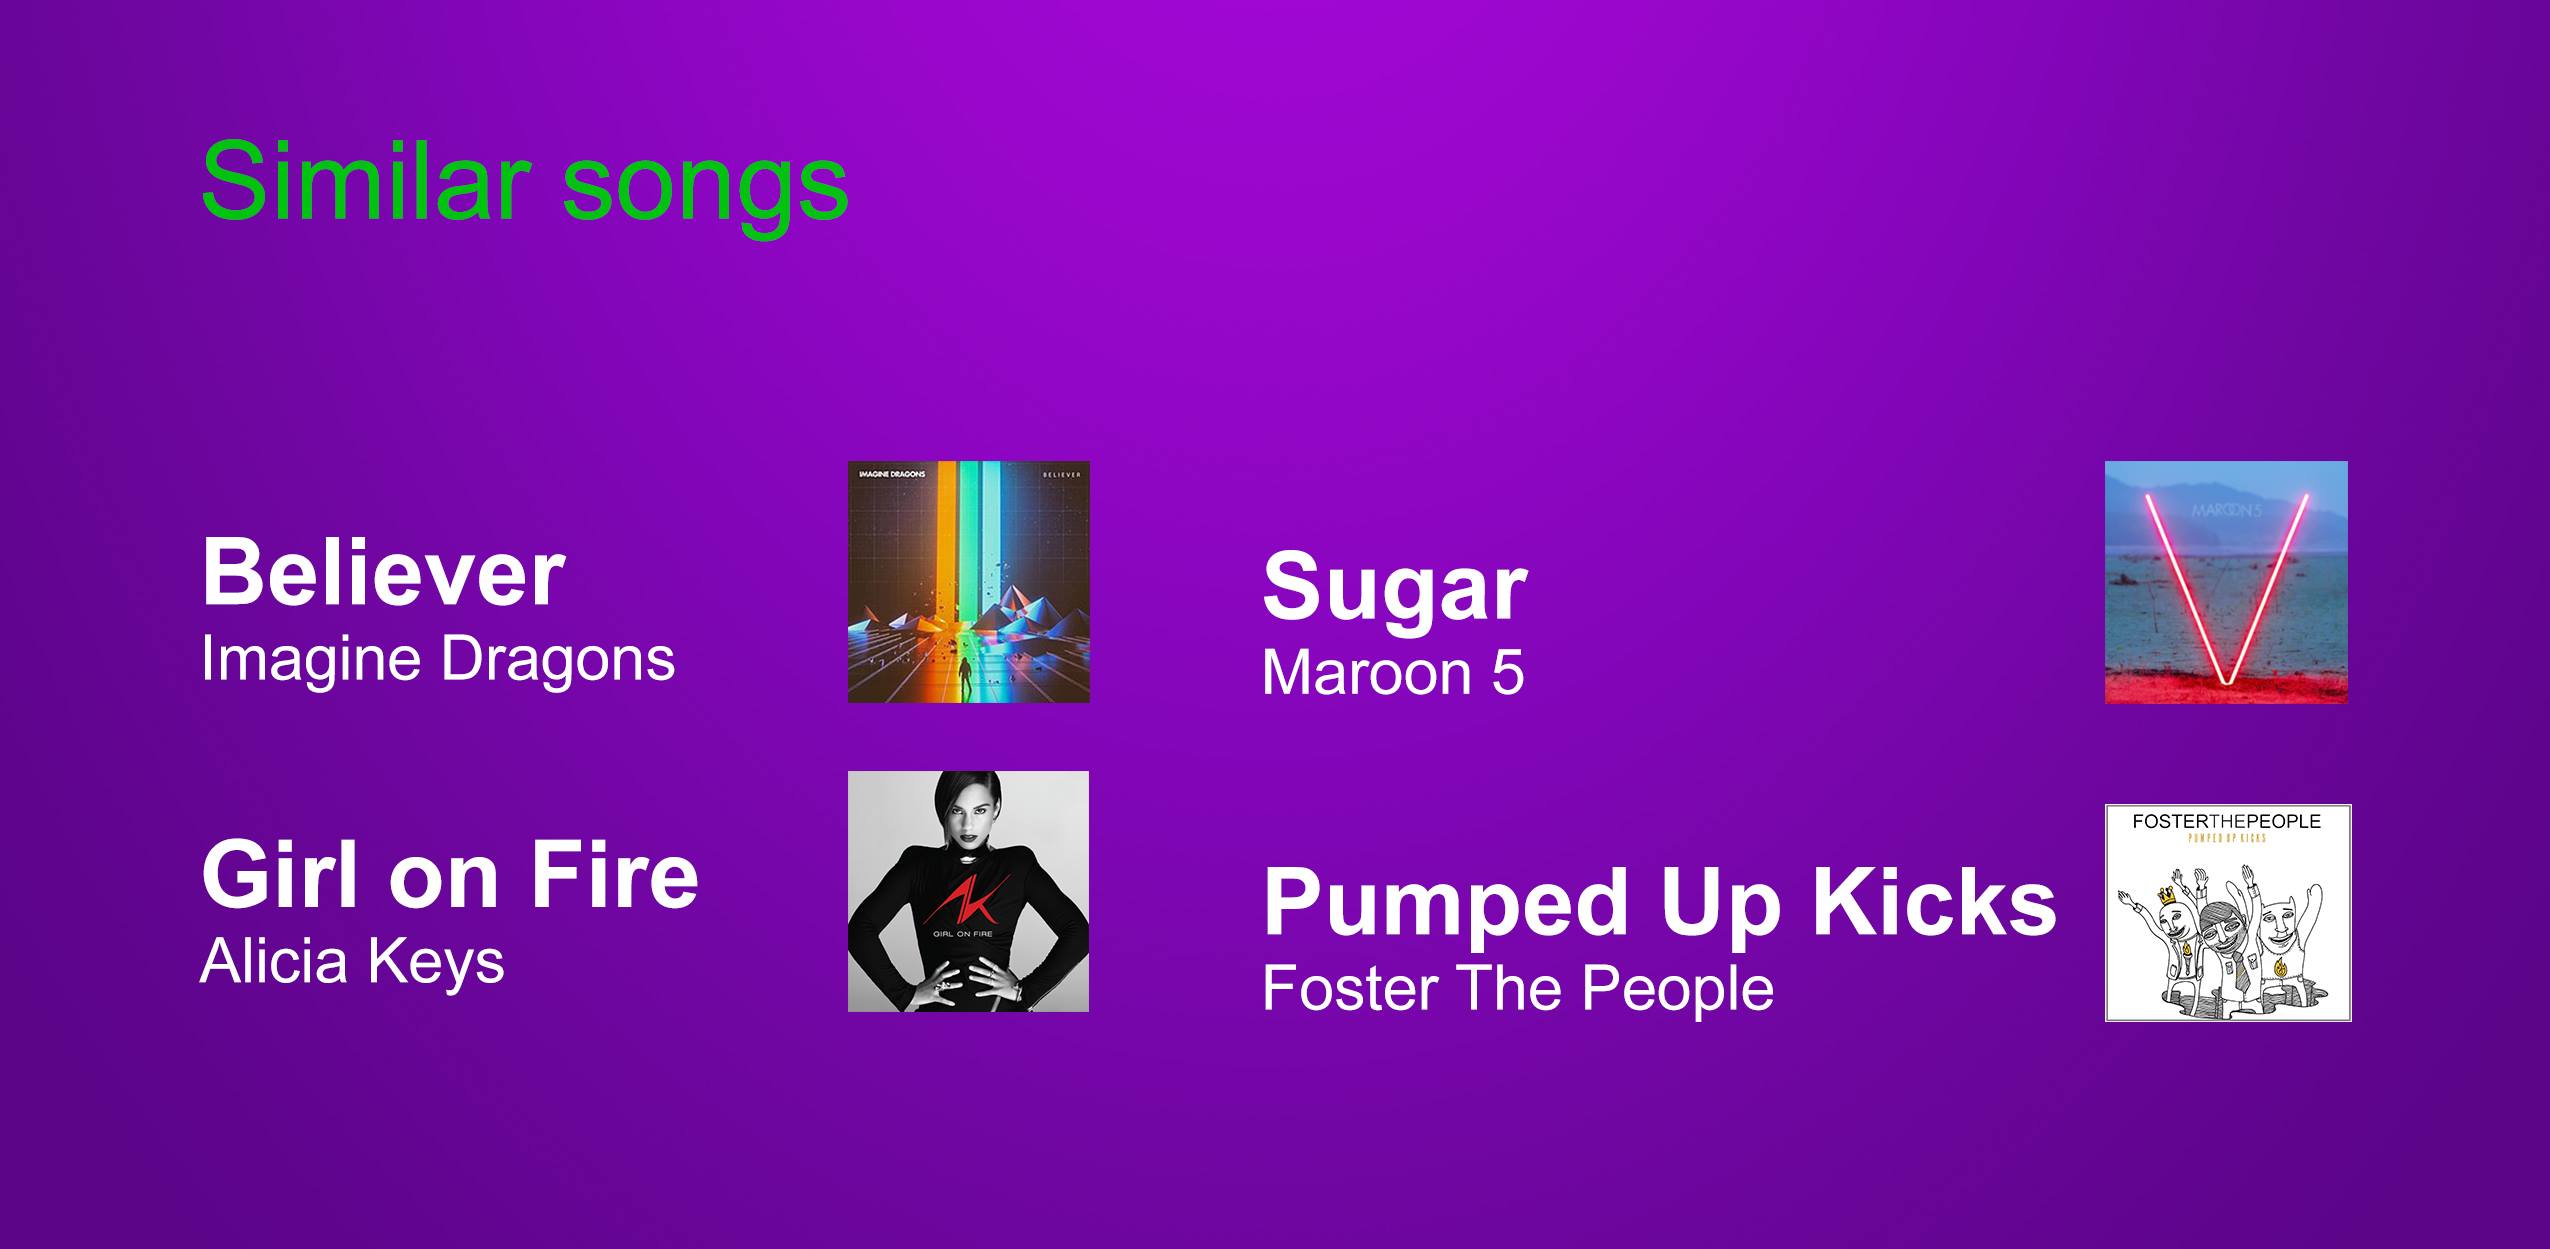 Similar songs
Believer
Imagine Dragons
IMAGINE DRAGONS
BELIEVER
Sugar
Maroon 5
MAROON 5
Girl on Fire
Alicia Keys
AK
GIRL ON FIRE
Pumped Up Kicks
Foster The People
FOSTERTHEPEOPLE
PUMPED UP KICKS